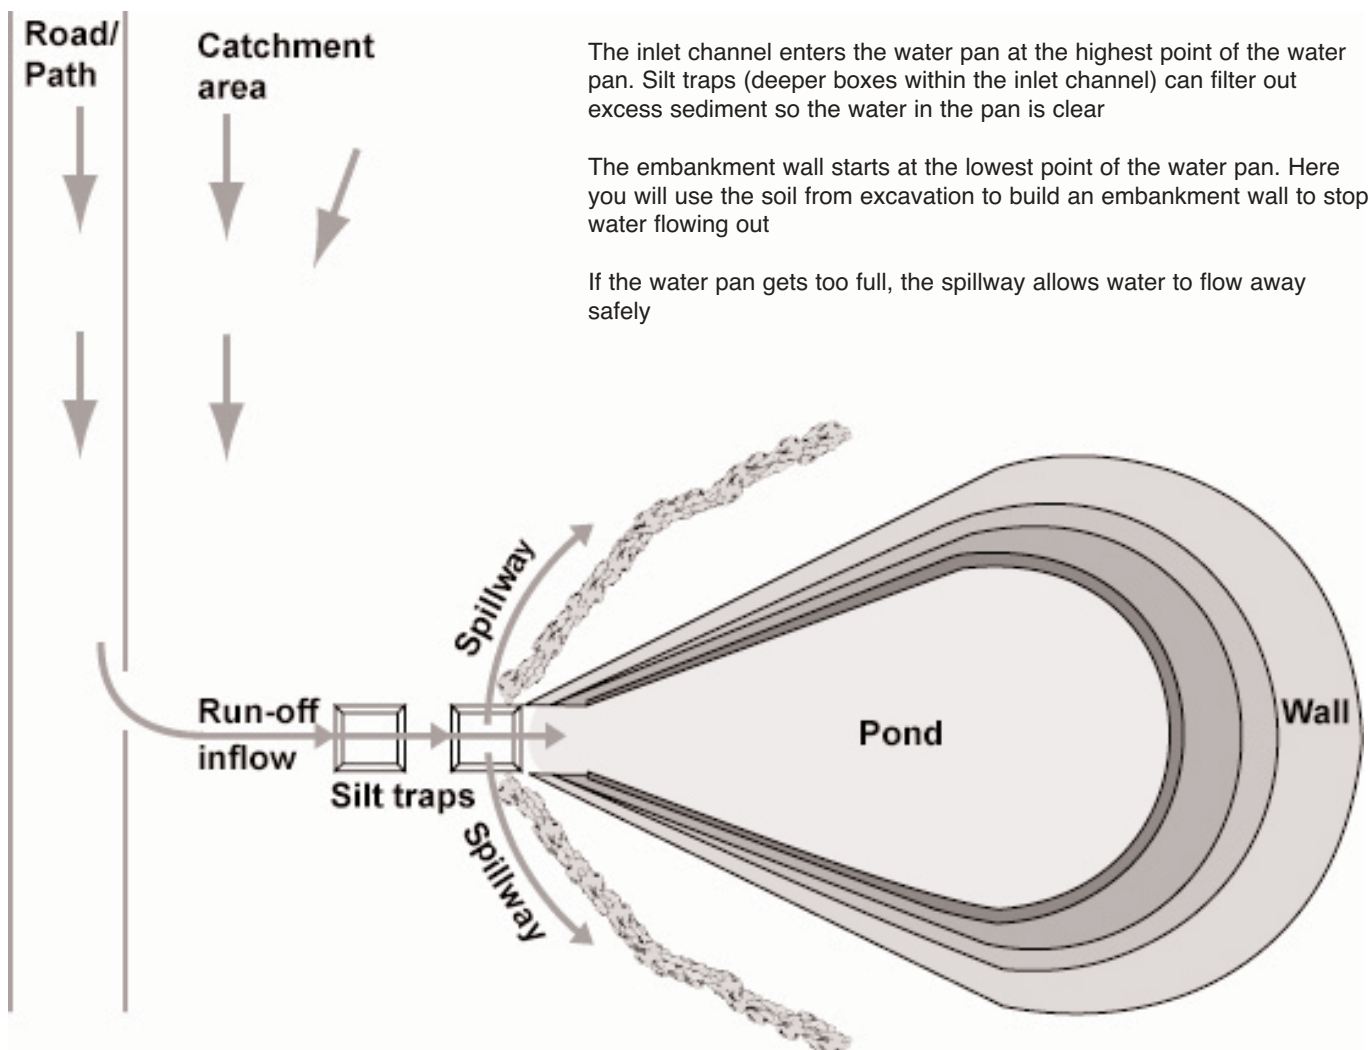 Road/
Path
Catchment
area
The inlet channel enters the water pan at the highest point of the water
pan. Silt traps (deeper boxes within the inlet channel) can filter out
excess sediment so the water in the pan is clear
The embankment wall starts at the lowest point of the water pan. Here
you will use the soil from excavation to build an embankment wall to stop
water flowing out
If the water pan gets too full, the spillway allows water to flow away
safely
Spillway
Run-off
inflow
Silt traps
Spillway
Pond
Wall